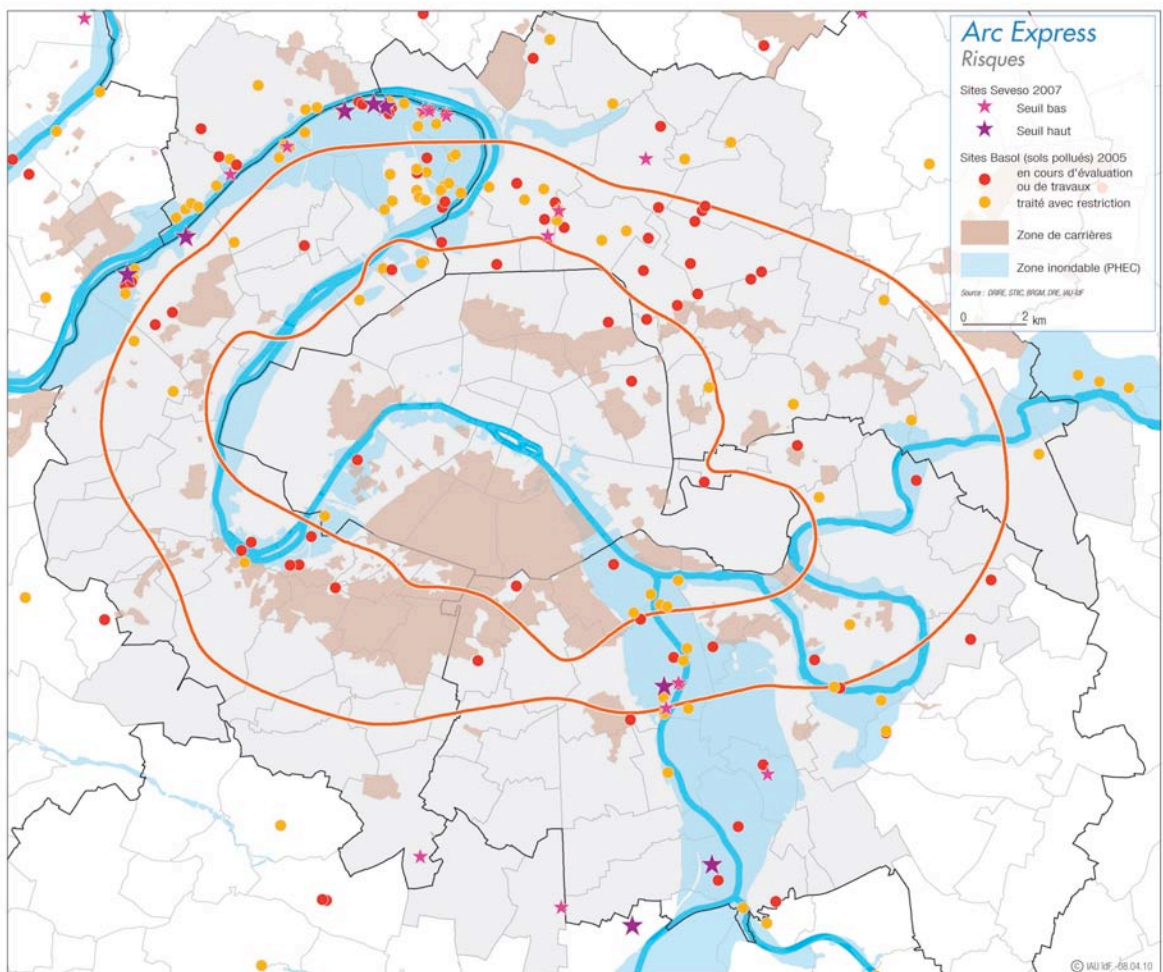 Arc Express
Risques
Sites Seveso 2007
Seuil bas
Seuil haut
Sites Basol (sols pollués) 2005
en cours d'évaluation
ou de travaux
traité avec restriction
Zone de carrières
Zone inondable (PHEC)
Source : DRIRE, STIIC, BRGM, DRE, IAU îdF
0 2 km
© IAU îdF - 08.04.10